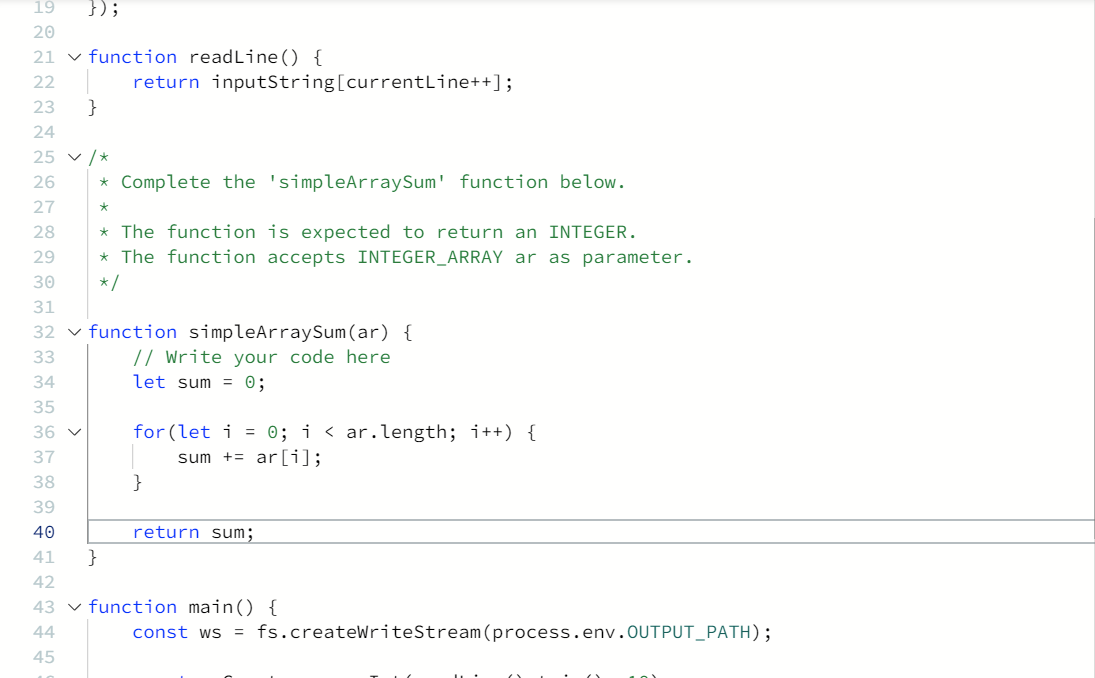 19 });
20
21 function readLine() {
22 return inputString[currentLine++];
23 }
24
25 /*
26 * Complete the 'simpleArraySum' function below.
27 *
28 * The function is expected to return an INTEGER.
29 * The function accepts INTEGER_ARRAY ar as parameter.
30 */
31
32 function simpleArraySum(ar) {
33 // Write your code here
34 let sum = 0;
35
36 for(let i = 0; i < ar.length; i++) {
37 sum += ar[i];
38 }
39
40 return sum;
41 }
42
43 function main() {
44 const ws = fs.createWriteStream(process.env.OUTPUT_PATH);
45